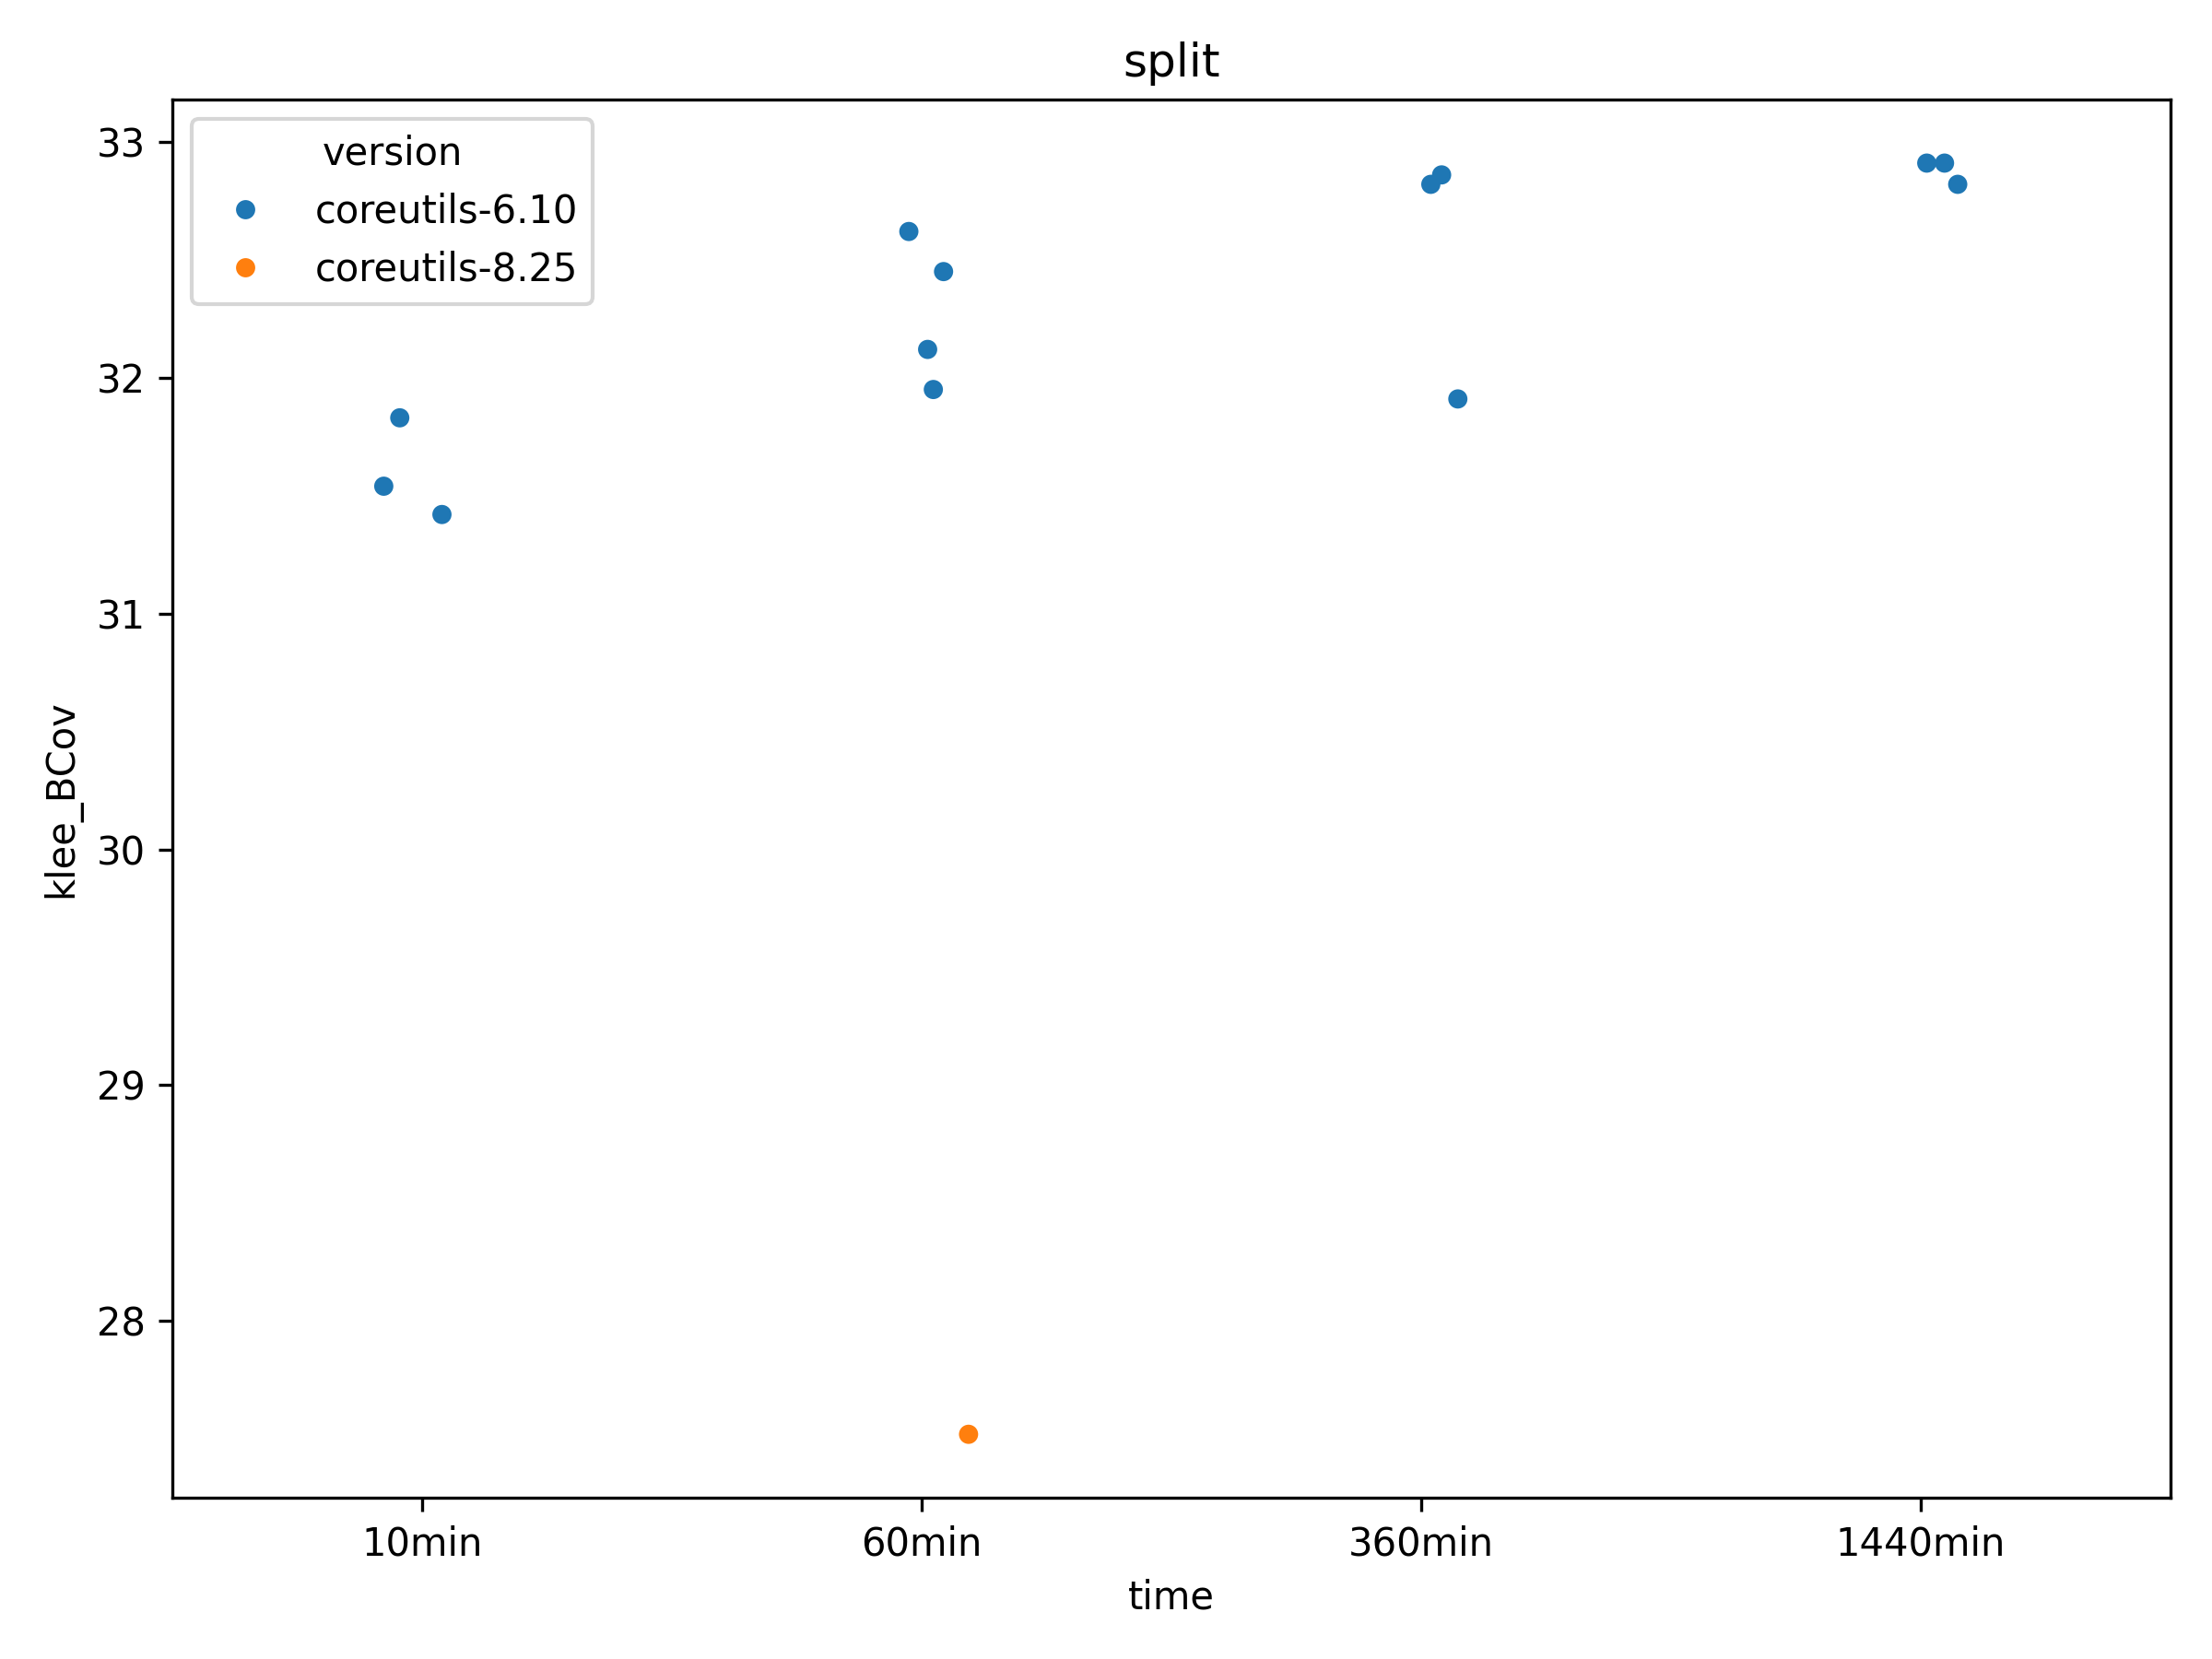 split
version
coreutils-6.10
coreutils-8.25
33
32
31
30
29
28
klee_BCov
10min
60min
360min
1440min
time